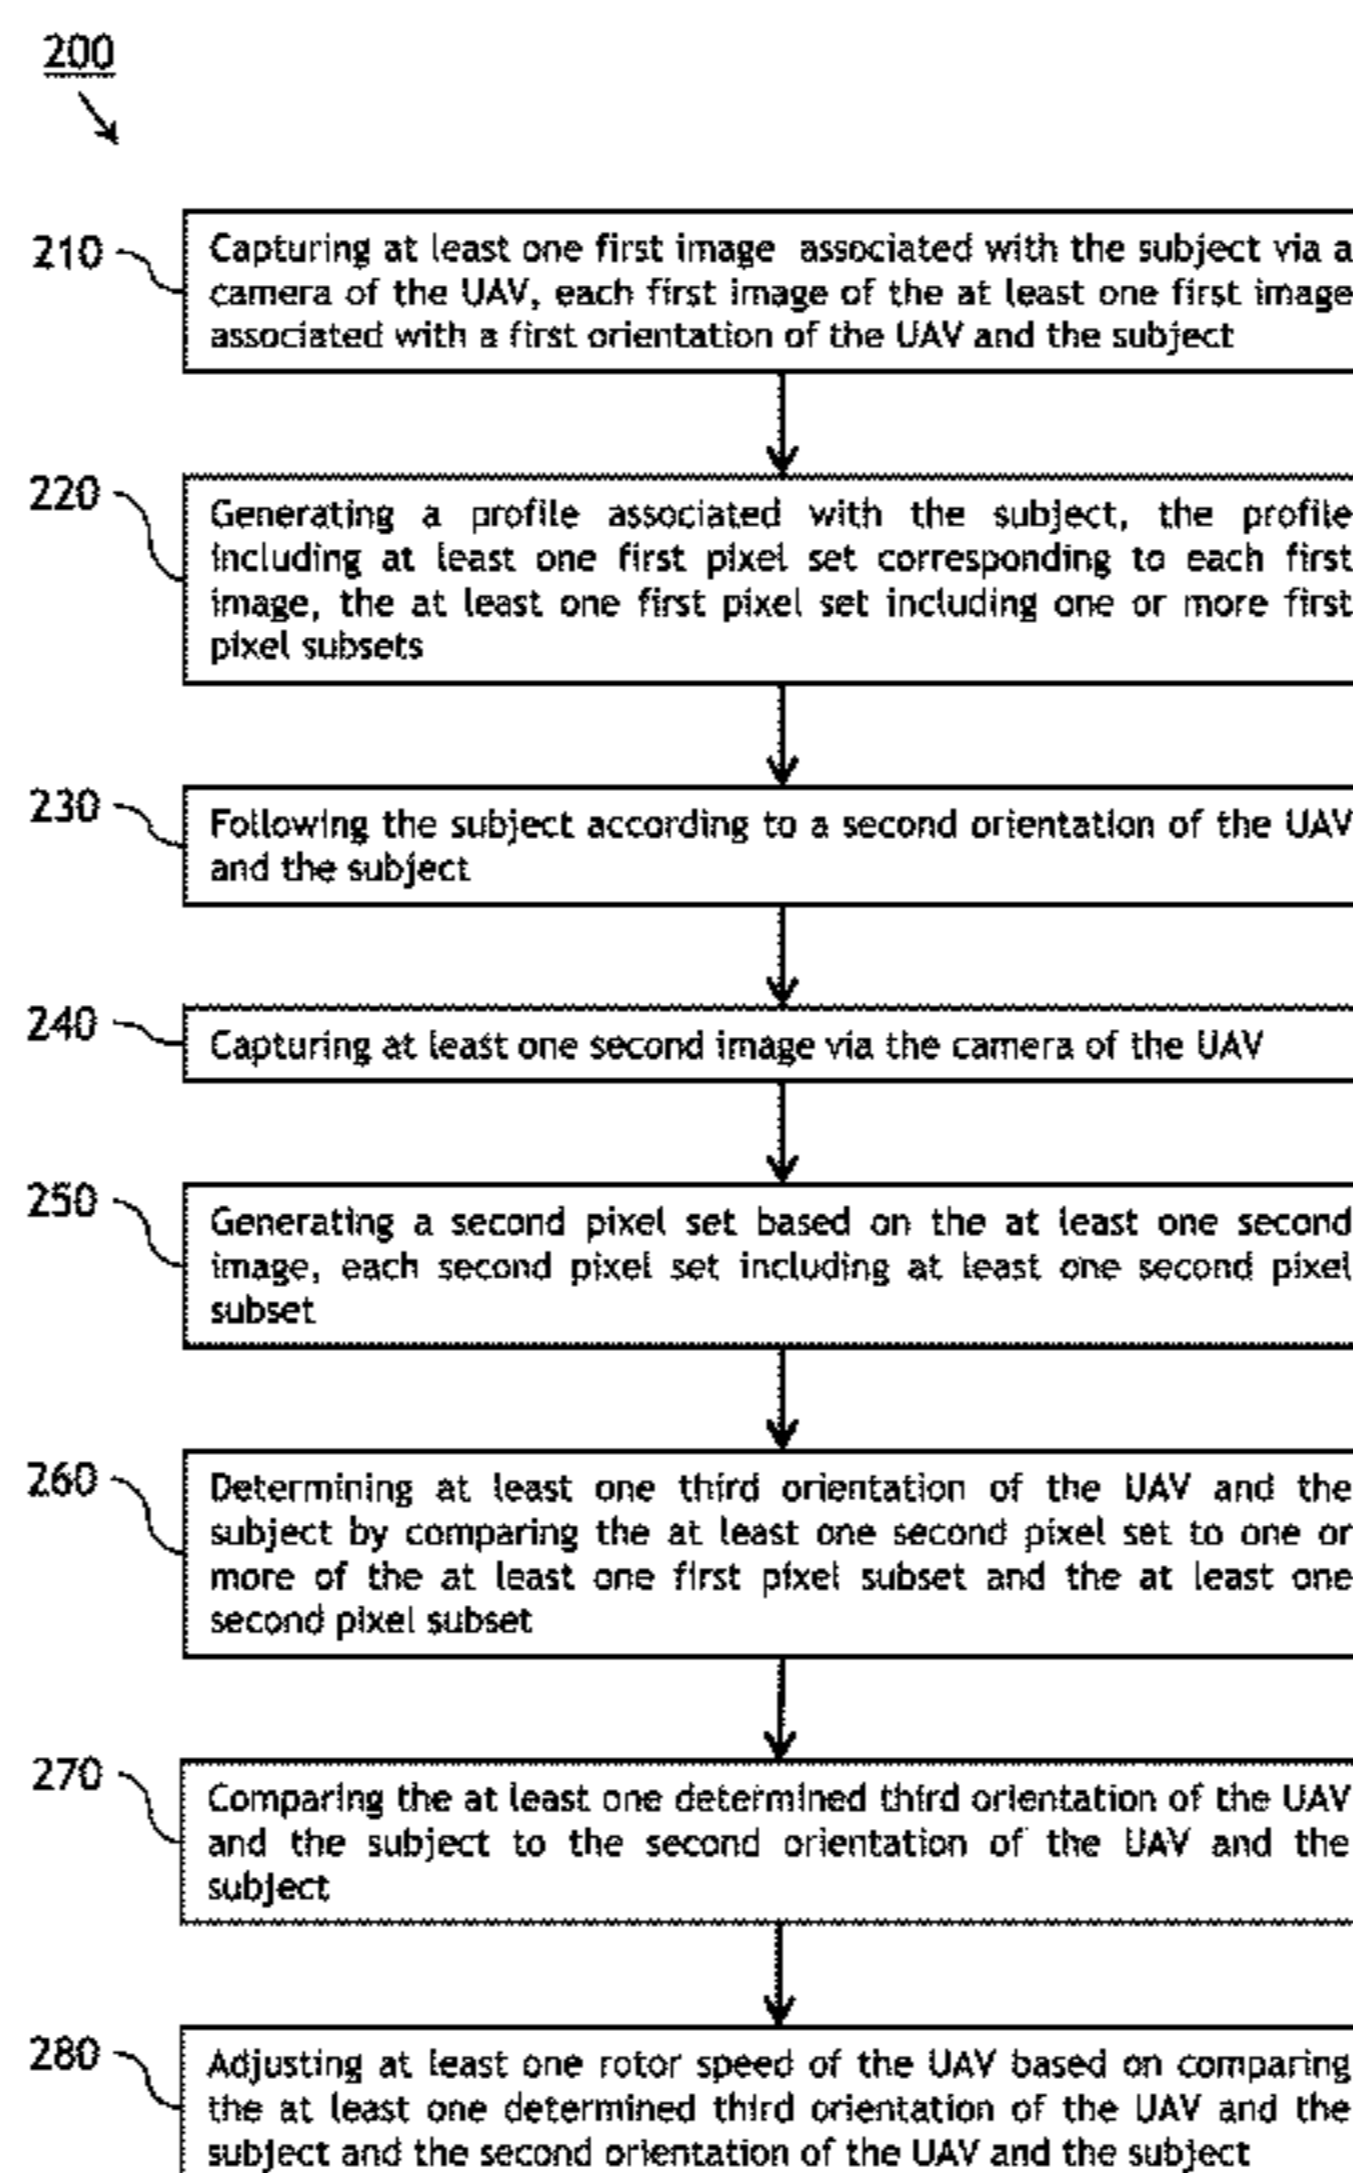 200
210
Capturing at least one first image associated with the subject via a
camera of the UAV, each first image of the at least one first image
associated with a first orientation of the UAV and the subject
220
Generating a profile associated with the subject, the profile
including at least one first pixel set corresponding to each first
image, the at least one first pixel set including one or more first
pixel subsets
230
Following the subject according to a second orientation of the UAV
and the subject
240
Capturing at least one second image via the camera of the UAV
250
Generating a second pixel set based on the at least one second
image, each second pixel set including at least one second pixel
subset
260
Determining at least one third orientation of the UAV and the
subject by comparing the at least one second pixel set to one or
more of the at least one first pixel subset and the at least one
second pixel subset
270
Comparing the at least one determined third orientation of the UAV
and the subject to the second orientation of the UAV and the
subject
280
Adjusting at least one rotor speed of the UAV based on comparing
the at least one determined third orientation of the UAV and the
subject and the second orientation of the UAV and the subject